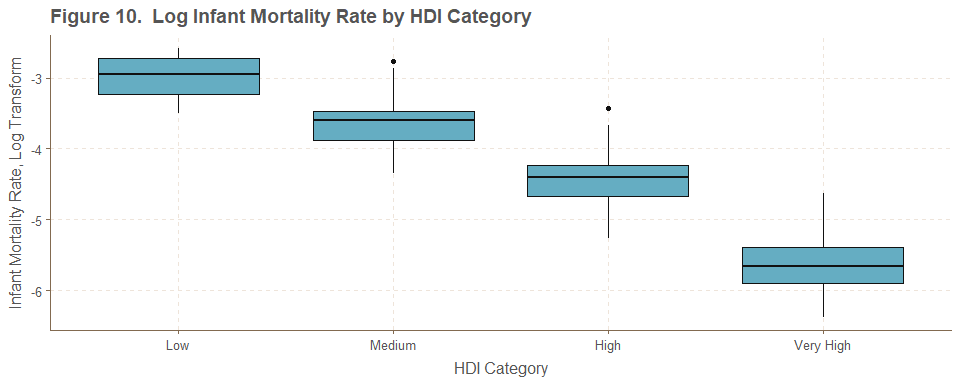 Figure 10.  Log Infant Mortality Rate by HDI Category
Infant Mortality Rate, Log Transform
-3
-4
-5
-6
Low
Medium
High
Very High
HDI Category